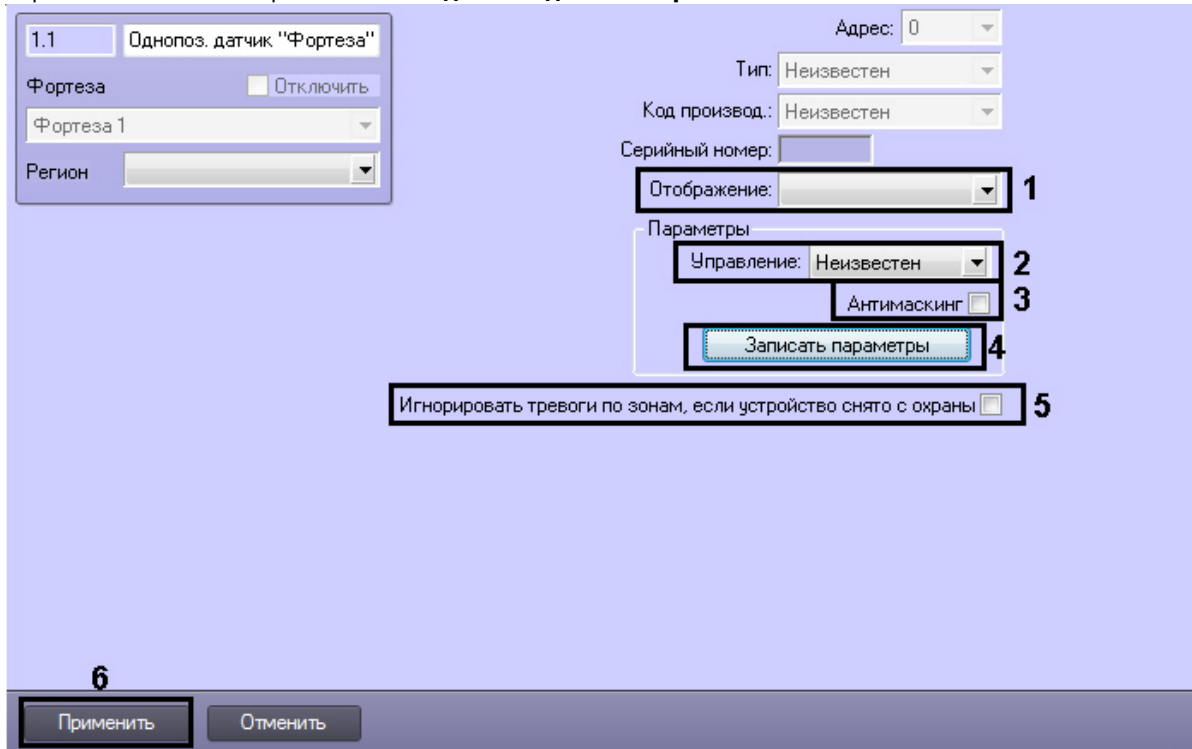 1.1 Однопоз. датчик "Фортеза"
Фортеза Отключить
Фортеза 1
Регион
Адрес: 0
Тип: Неизвестен
Код производ.: Неизвестен
Серийный номер:
Отображение: 1
Параметры
Управление: Неизвестен 2
Антимаскинг 3
Записать параметры 4
Игнорировать тревоги по зонам, если устройство снято с охраны 5
6
Применить Отменить